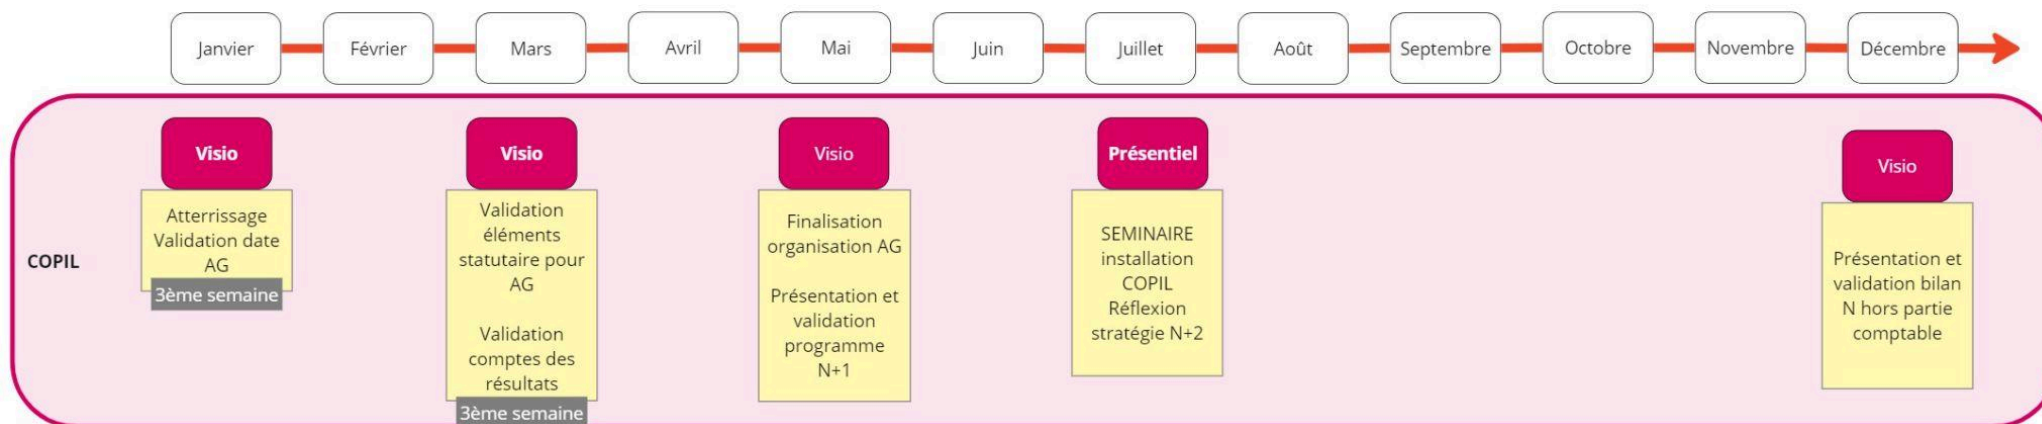 Janvier
Février
Mars
Avril
Mai
Juin
Juillet
Août
Septembre
Octobre
Novembre
Décembre
COPIL
Visio
Atterrissage
Validation date
AG
3ème semaine
Visio
Validation
éléments
statutaire pour
AG
Validation
comptes des
résultats
3ème semaine
Visio
Finalisation
organisation AG
Présentation et
validation
programme
N+1
Présentiel
SEMINAIRE
installation
COPIL
Réflexion
stratégie N+2
Visio
Présentation et
validation bilan
N hors partie
comptable